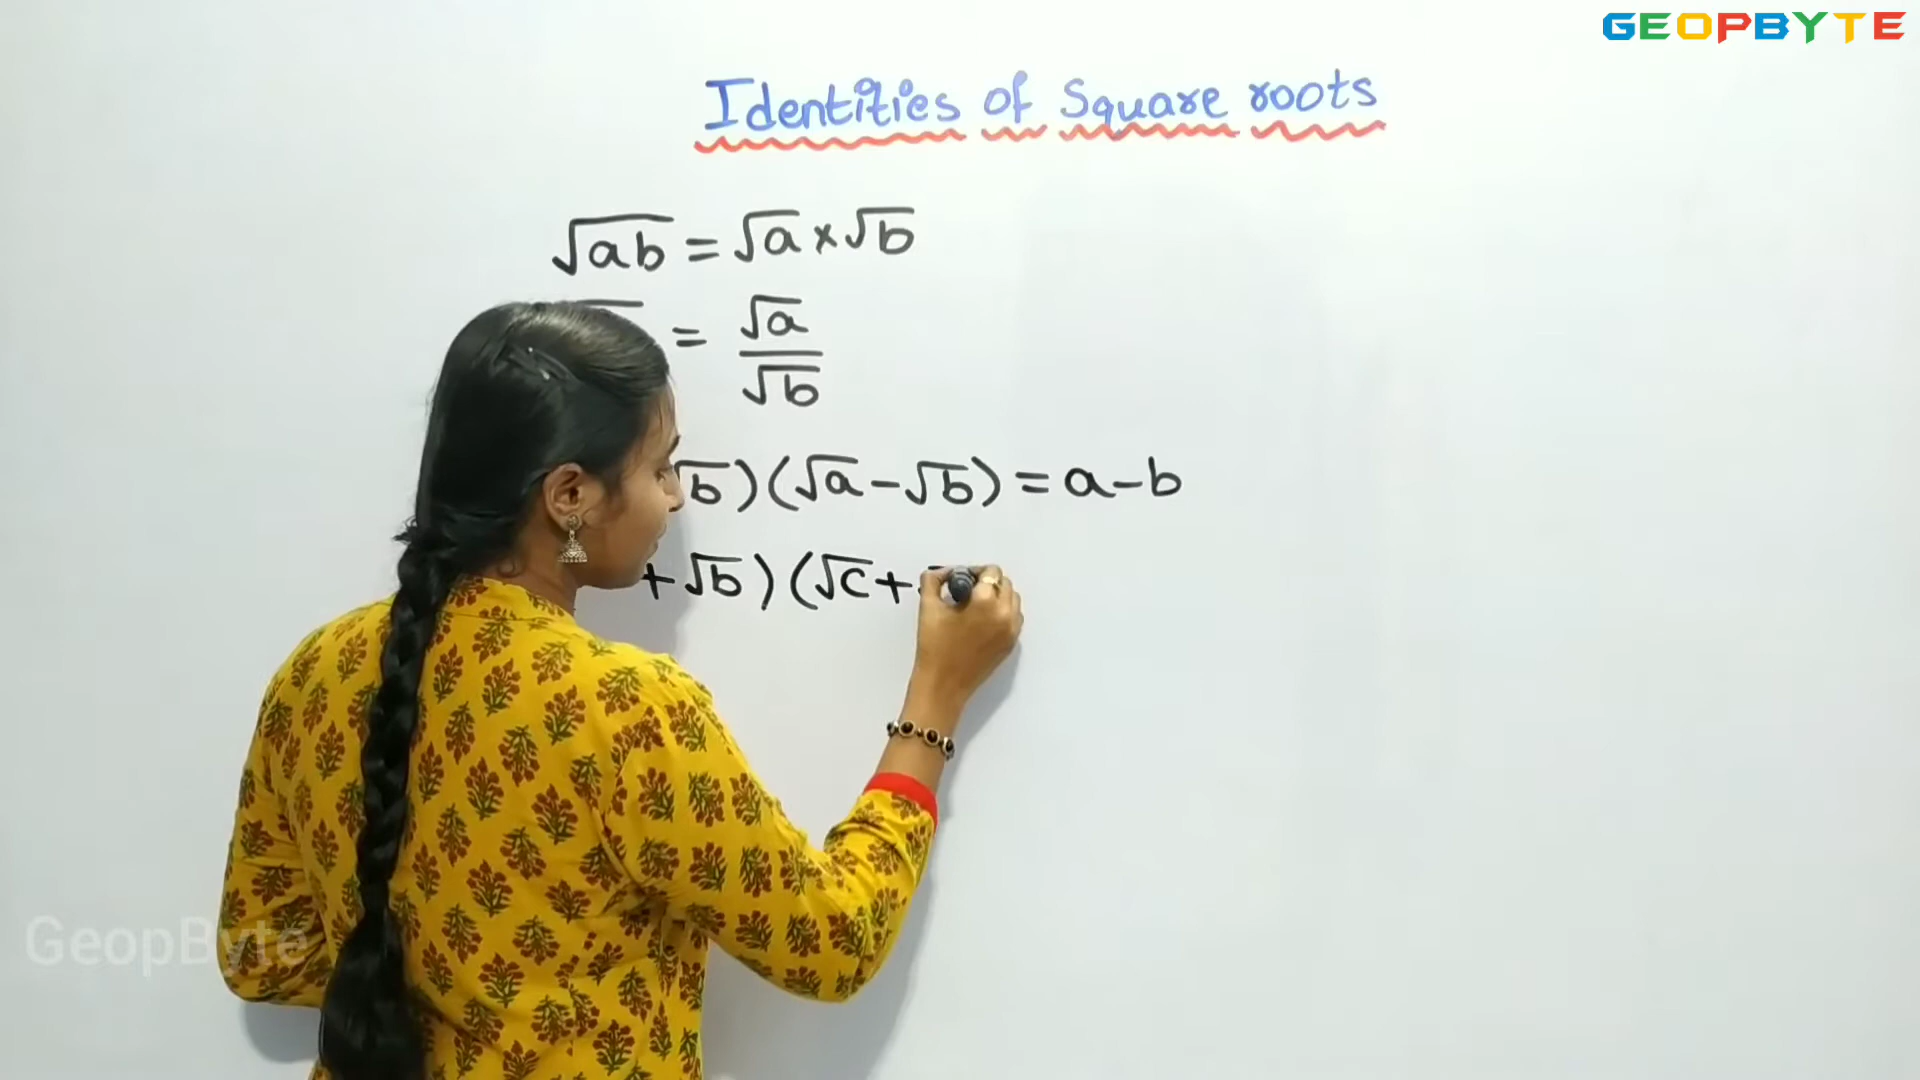 GEOPBYTE
Identities of Square roots
√ab = √a × √b
= √a/√b
√b)(√a - √b) = a - b
+ √b)(√c +
GeopByte